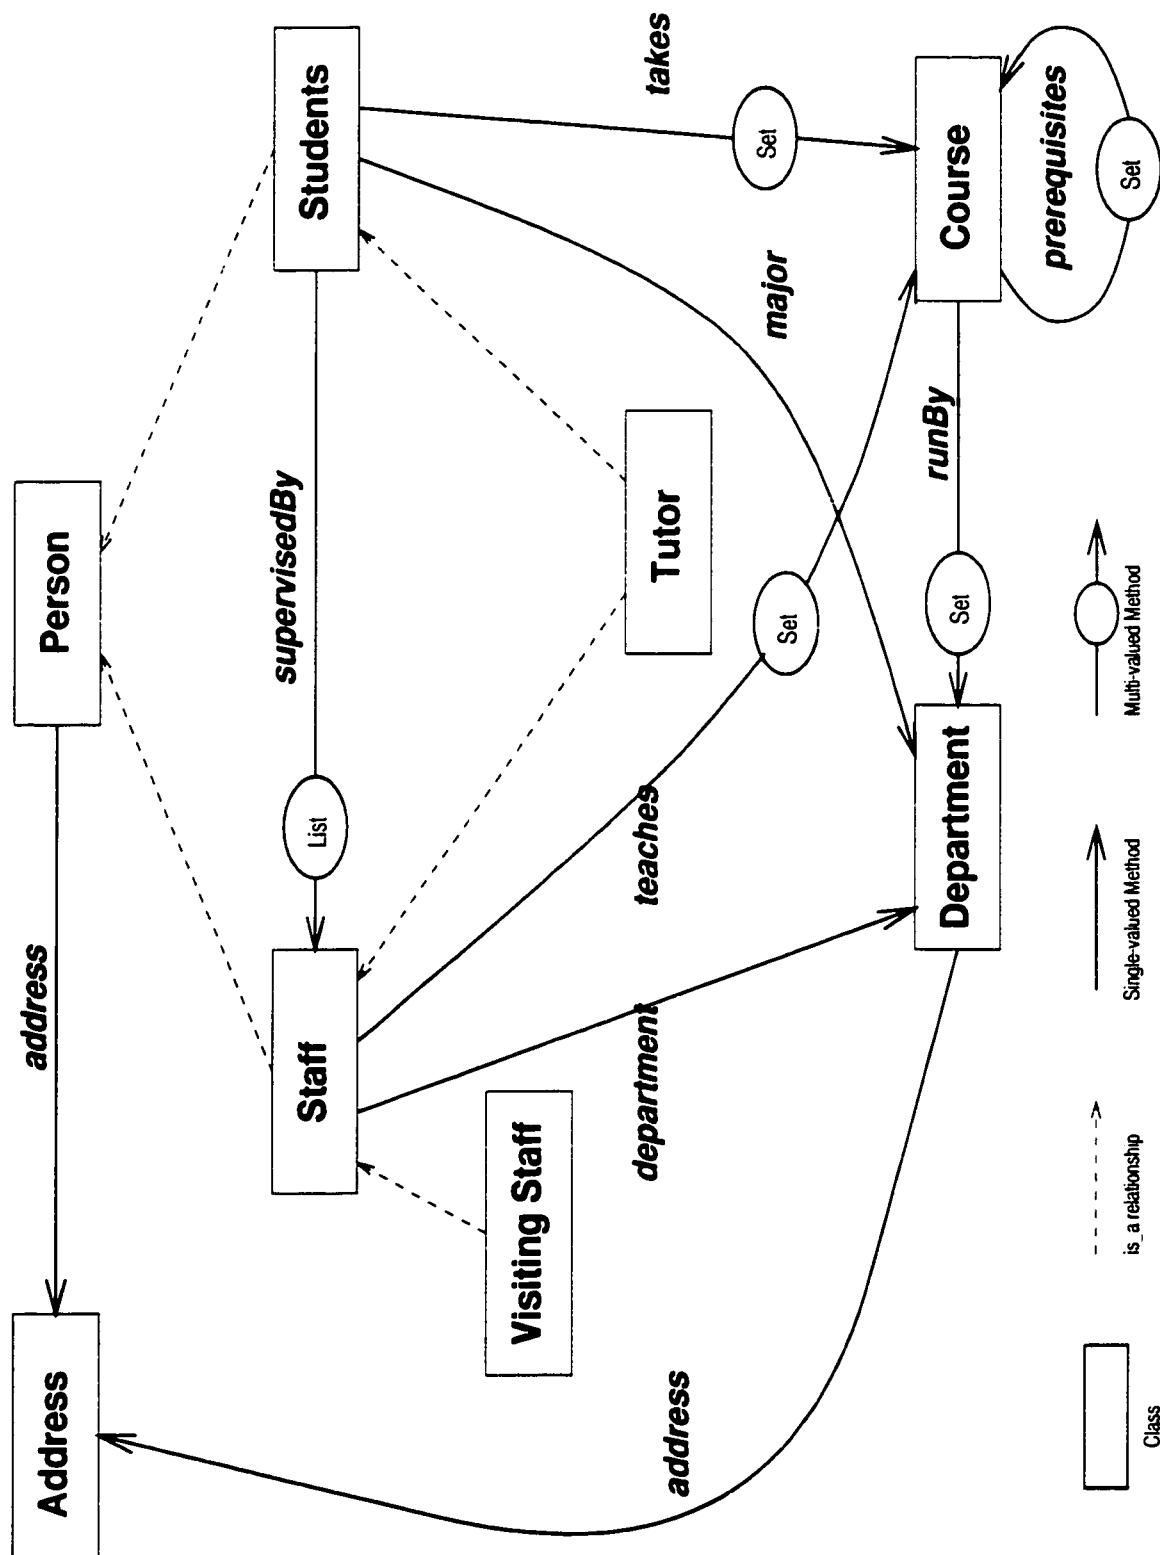 Address
address
Person
Staff
List
supervisedBy
Students
Visiting Staff
Tutor
address
department
teaches
Set
major
Set
takes
Department
Set
runBy
Course
prerequisites
Set
Class
is_a relationship
Single-valued Method
Multi-valued Method